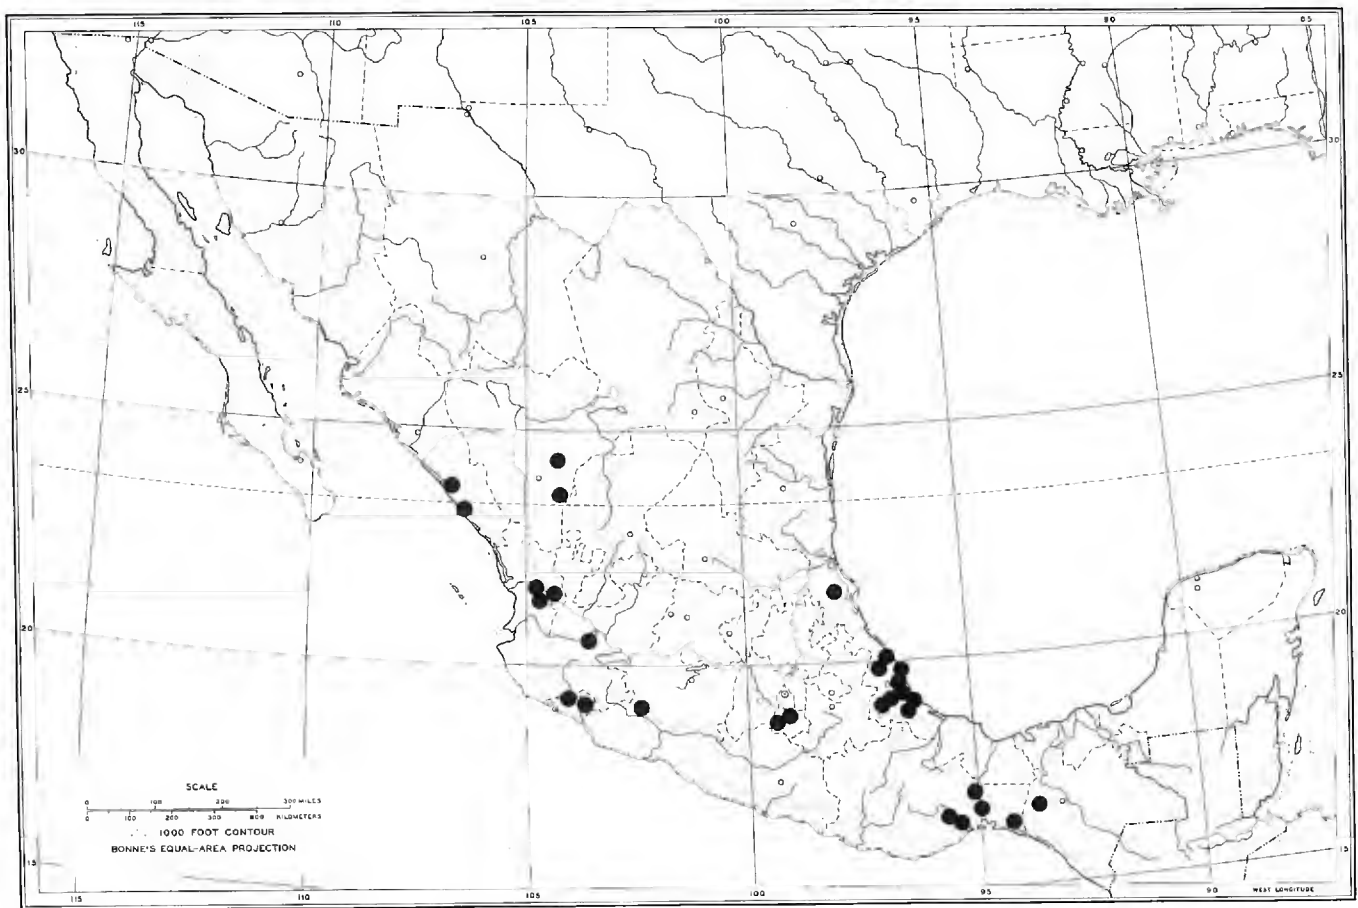 115 110 105 100 95 90 85
30 30
25 25
20 20
SCALE
0 100 200 300 MILES
0 100 200 300 400 KILOMETERS
1000 FOOT CONTOUR
BONNE'S EQUAL-AREA PROJECTION
15 15
115 110 105 100 95 90 WEST LONGITUDE